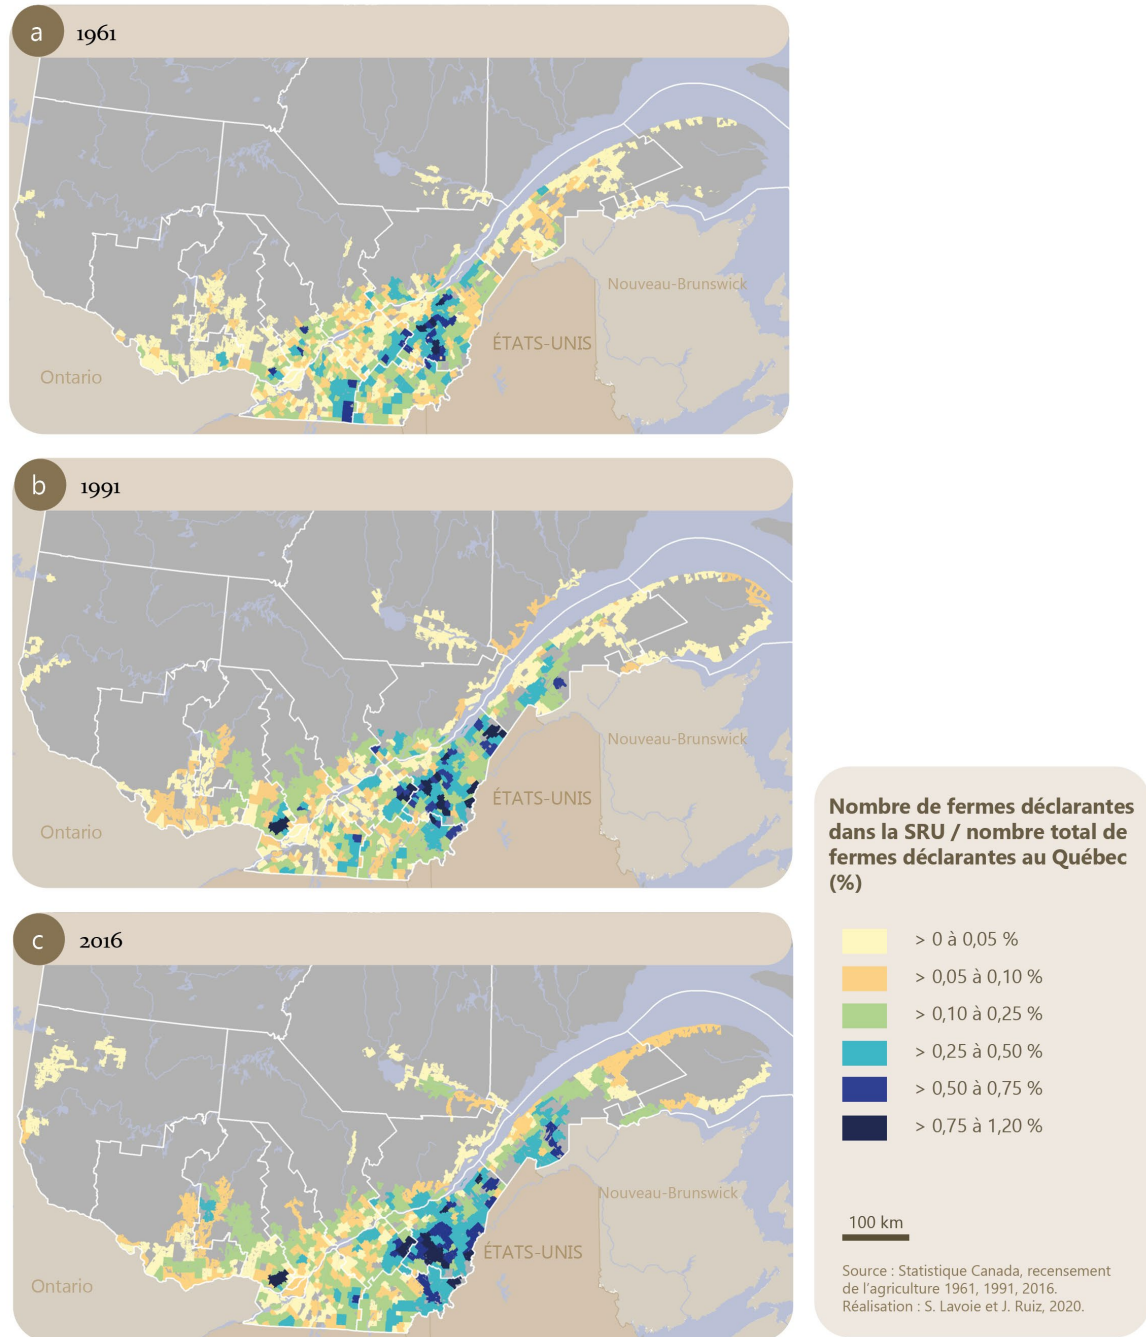 a 1961
Nouveau-Brunswick
ÉTATS-UNIS
Ontario
b 1991
Nouveau-Brunswick
ÉTATS-UNIS
Ontario
c 2016
Nouveau-Brunswick
ÉTATS-UNIS
Ontario
Nombre de fermes déclarantes
dans la SRU / nombre total de
fermes déclarantes au Québec
(%)
> 0 à 0,05 %
> 0,05 à 0,10 %
> 0,10 à 0,25 %
> 0,25 à 0,50 %
> 0,50 à 0,75 %
> 0,75 à 1,20 %
100 km
Source : Statistique Canada, recensement
de l'agriculture 1961, 1991, 2016.
Réalisation : S. Lavoie et J. Ruiz, 2020.